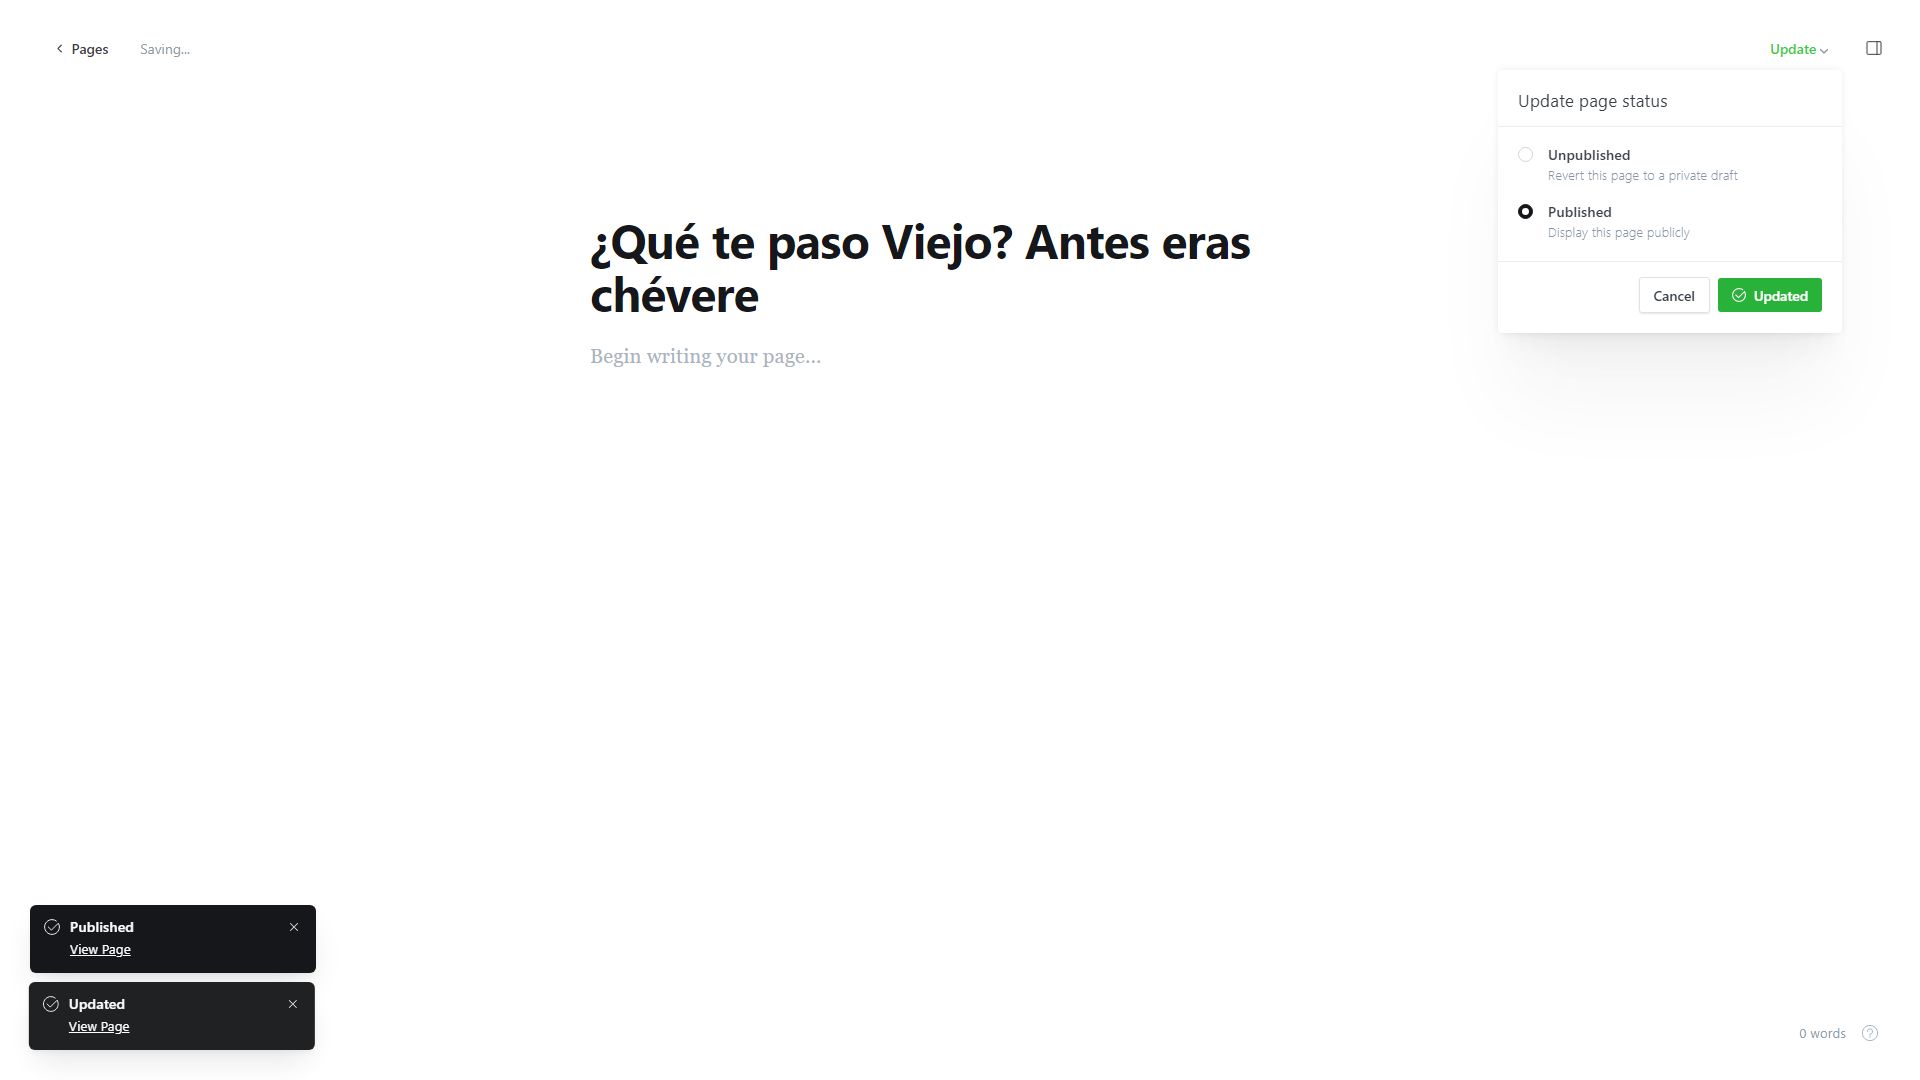 Pages
Saving...
Update
Update page status
Unpublished
Revert this page to a private draft
Published
Display this page publicly
Cancel
Updated
¿Qué te paso Viejo? Antes eras
chévere
Begin writing your page...
Published
View Page
Updated
View Page
0 words